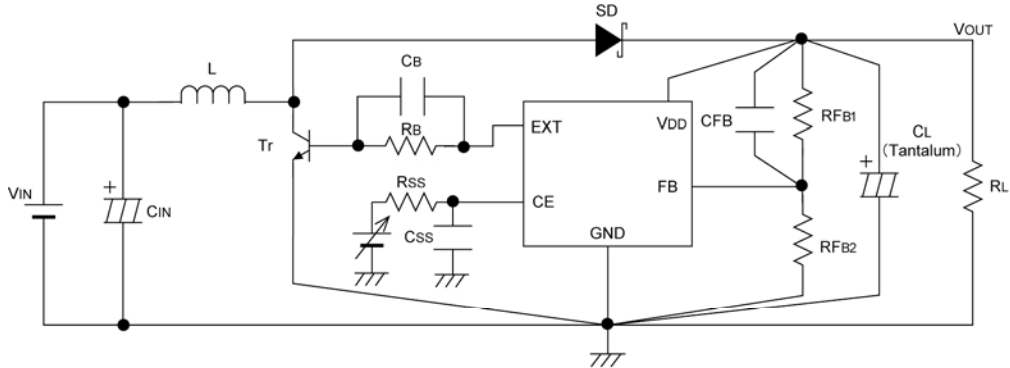 SD
VOUT
L
CB
RB
Tr
EXT
VDD
CFB
RFB1
CL
(Tantalum)
+
RL
VIN
+
CIN
RSS
CSS
CE
FB
GND
RFB2